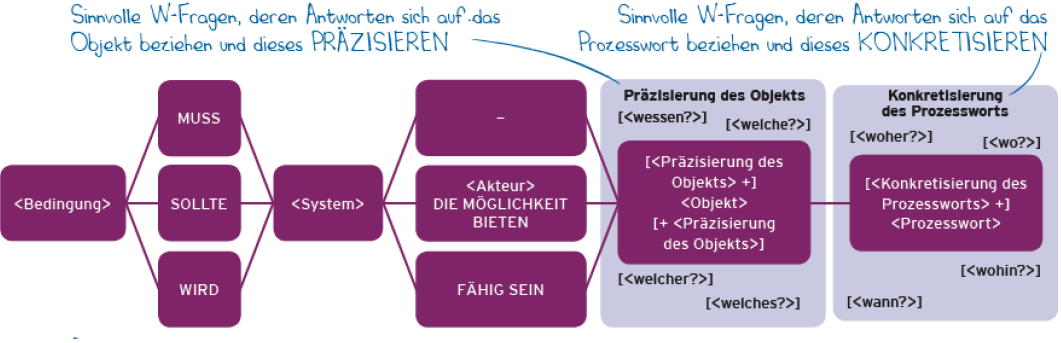 Sinnvolle W-Fragen, deren Antworten sich auf das
Objekt beziehen und dieses PRÄZISIEREN
Sinnvolle W-Fragen, deren Antworten sich auf das
Prozesswort beziehen und dieses KONKRETISIEREN
<Bedingung>
MUSS
SOLLTE
WIRD
<System>
–
<Akteur>
DIE MÖGLICHKEIT
BIETEN
FÄHIG SEIN
Präzisierung des Objekts
[<wessen?>]
[<welche?>]
[<Präzisierung des
Objekts> +]
<Objekt>
[+ <Präzisierung
des Objekts>]
[<welcher?>]
[<welches?>]
Konkretisierung
des Prozessworts
[<woher?>]
[<wo?>]
[<Konkretisierung des
Prozessworts> +]
<Prozesswort>
[<wohin?>]
[<wann?>]